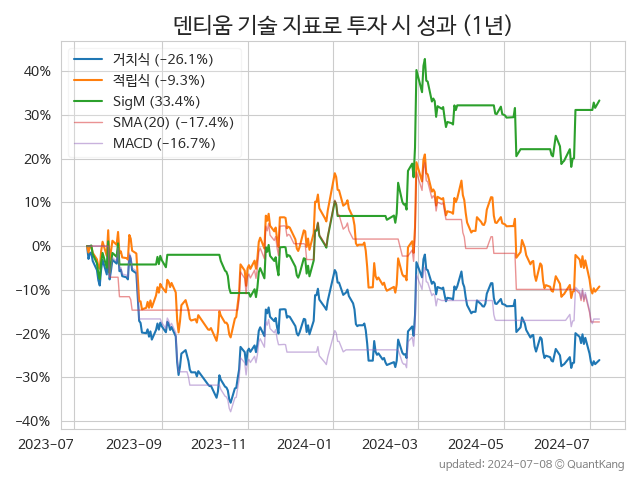 덴티움 기술 지표로 투자 시 성과 (1년)
거치식 (−26.1%)
적립식 (−9.3%)
SigM (33.4%)
SMA(20) (−17.4%)
MACD (−16.7%)
40%
30%
20%
10%
0%
−10%
−20%
−30%
−40%
2023-07 2023-09 2023-11 2024-01 2024-03 2024-05 2024-07
updated: 2024-07-08 ⓒ QuantKang